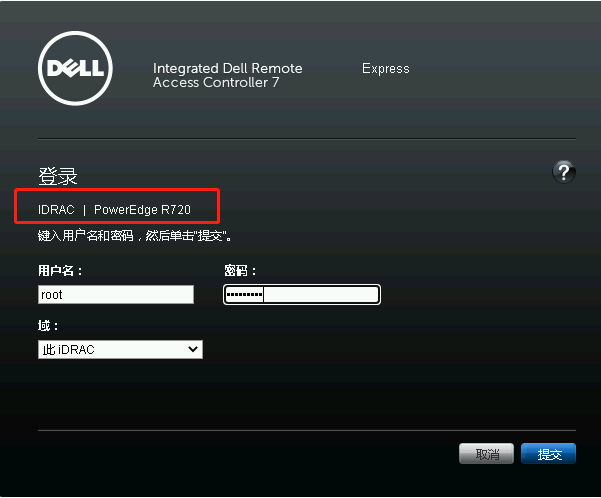 DELL
Integrated Dell Remote
Access Controller 7
Express
登录
?
IDRAC | PowerEdge R720
键入用户名和密码，然后单击"提交"。
用户名：
密码：
root
•••••••••
域：
此 iDRAC
取消
提交